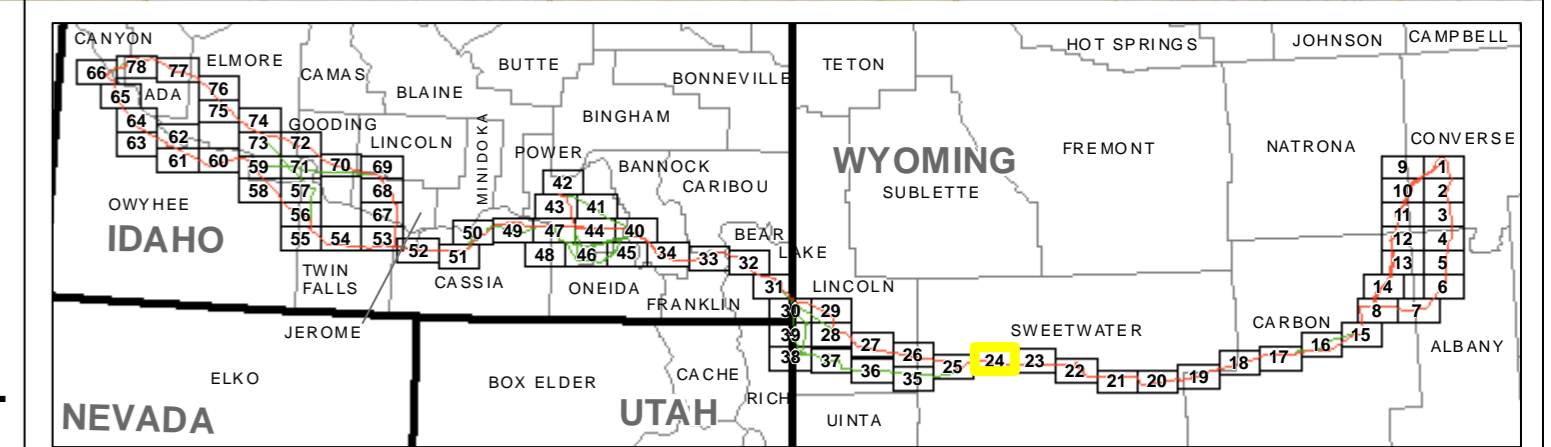 CANYON
ELMORE
CAMAS
BUTTE
BONNEVILLE
TETON
HOT SPRINGS
JOHNSON
CAMPBELL
66
78
77
76
ADA
65
75
BLAINE
64
74
GOODING
BINGHAM
63
62
73
72
LINCOLN
MINIDOKA
61
60
59
71
70
69
POWER
BANNOCK
WYOMING
FREMONT
NATRONA
CONVERSE
58
57
68
42
CARIBOU
SUBLETTE
9
1
10
2
OWYHEE
56
67
43
41
11
3
IDAHO
55
54
53
52
51
50
49
47
44
40
BEAR
LAKE
12
4
48
46
45
34
33
32
13
5
TWIN
FALLS
CASSIA
ONEIDA
31
LINCOLN
14
6
FRANKLIN
30
29
8
7
JEROME
39
28
SWEETWATER
CARBON
15
38
37
27
26
25
24
23
22
21
20
19
18
17
16
ALBANY
36
35
ELKO
BOX ELDER
CACHE
RICH
NEVADA
UTAH
UINTA